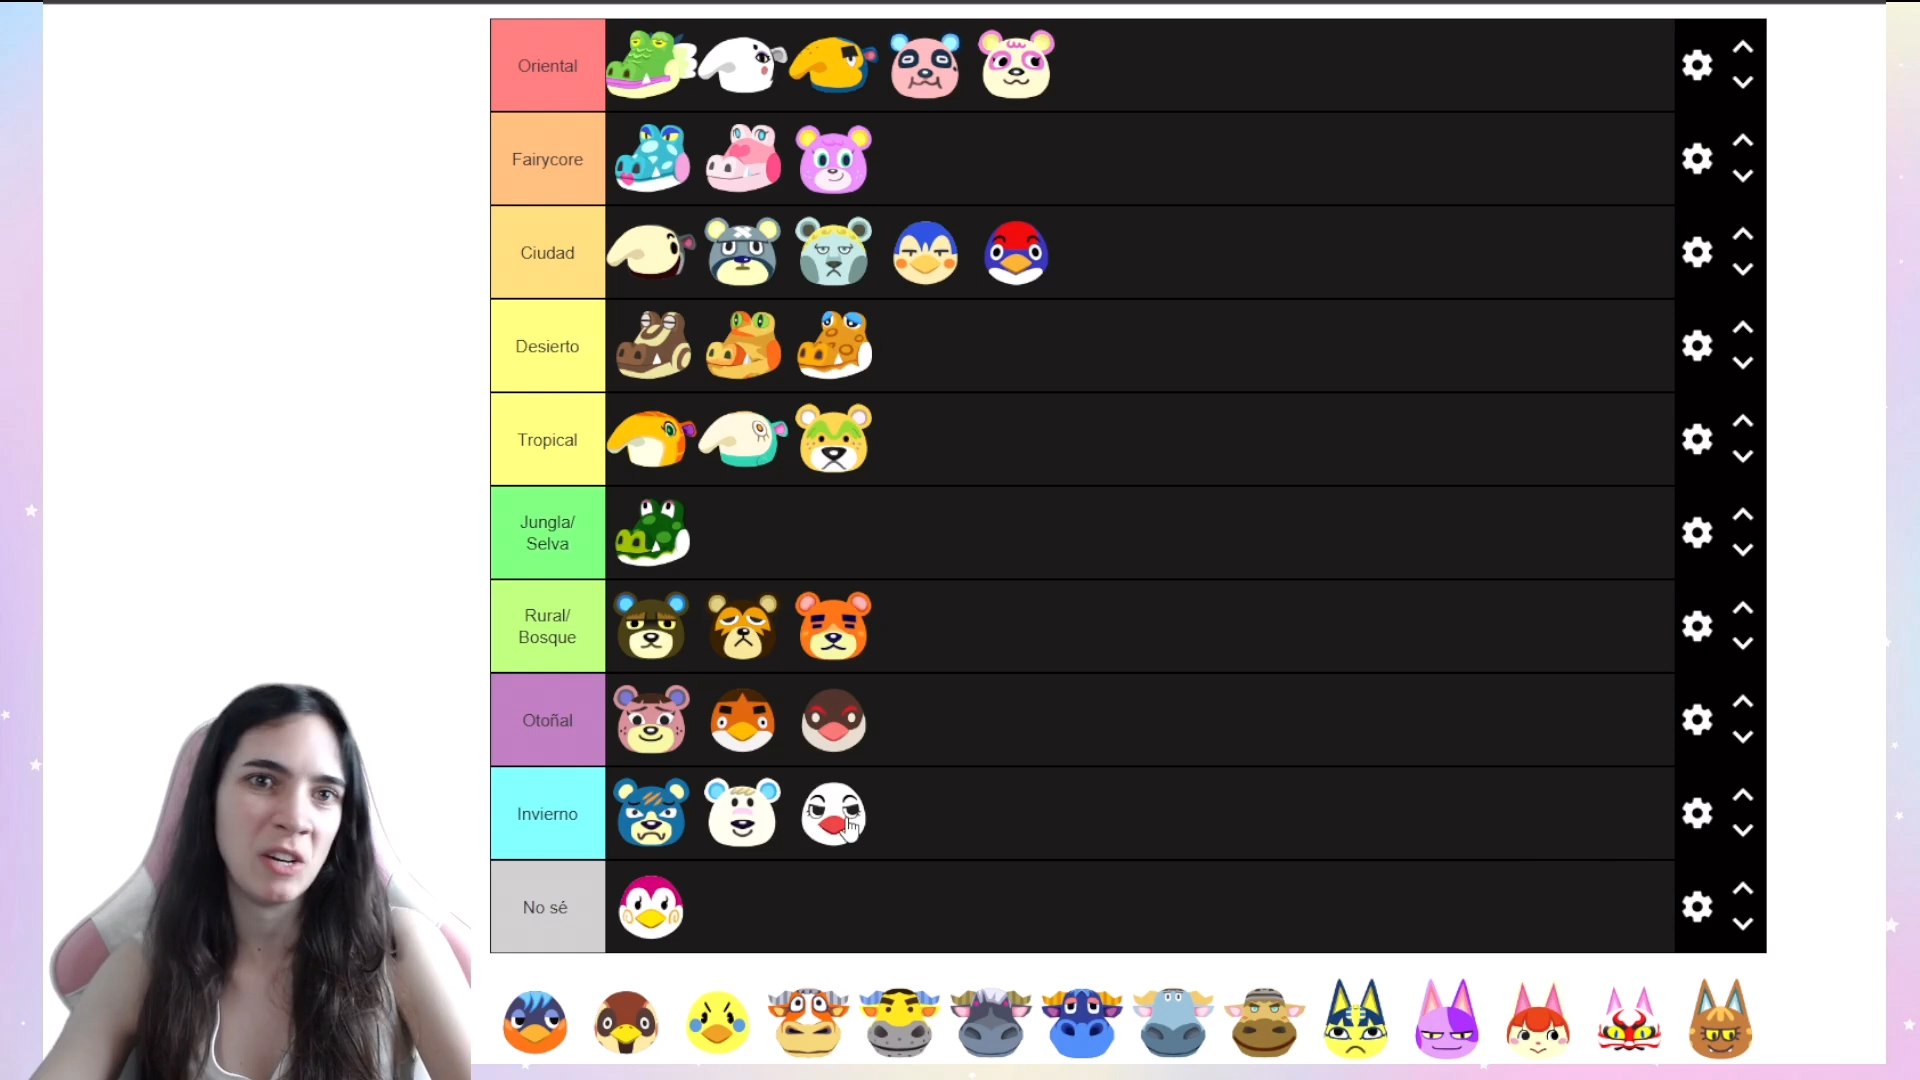 Oriental
Fairycore
Ciudad
Desierto
Tropical
Jungla/
Selva
Rural/
Bosque
Otoñal
Invierno
No sé